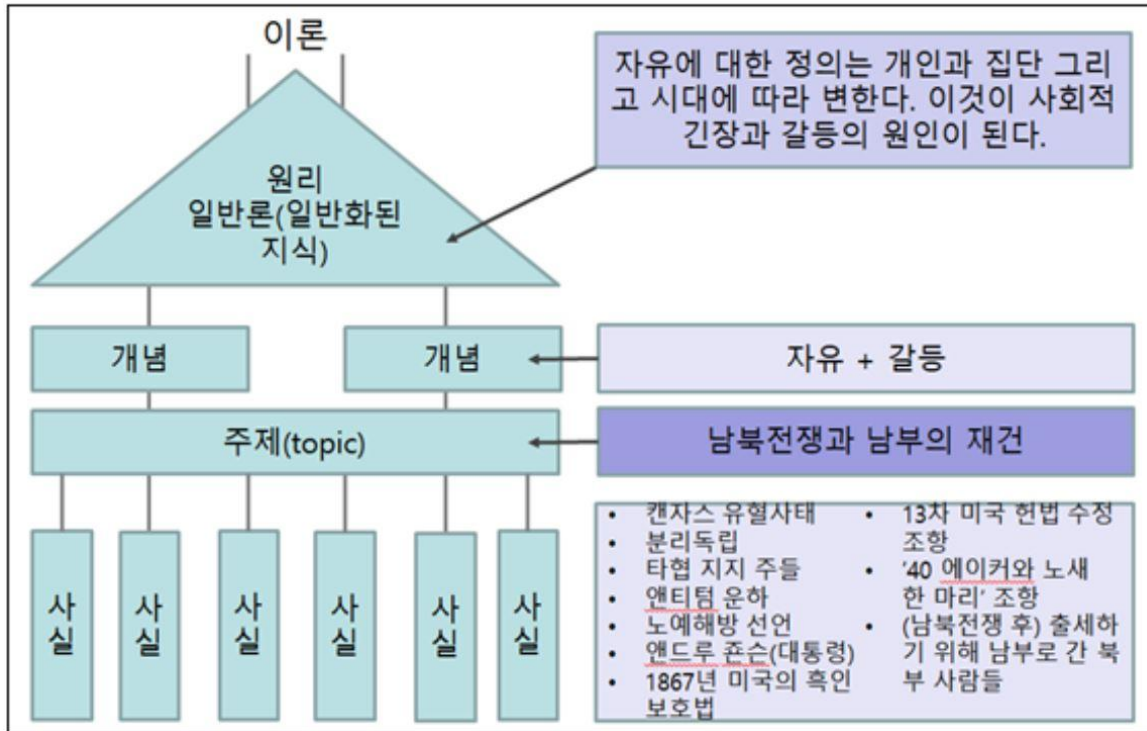 이론
자유에 대한 정의는 개인과 집단 그리
고 시대에 따라 변한다. 이것이 사회적
긴장과 갈등의 원인이 된다.
원리
일반론(일반화된
지식)
개념
개념
자유 + 갈등
주제(topic)
남북전쟁과 남부의 재건
사실
사실
사실
사실
사실
사실
• 캔자스 유혈사태
• 분리독립
• 타협 지지 주들
• 앤티텀 운하
• 노예해방 선언
• 앤드루 죤슨(대통령)
• 1867년 미국의 흑인
보호법
• 13차 미국 헌법 수정
조항
• '40 에이커와 노새
한 마리' 조항
• (남북전쟁 후) 출세하
기 위해 남부로 간 북
부 사람들